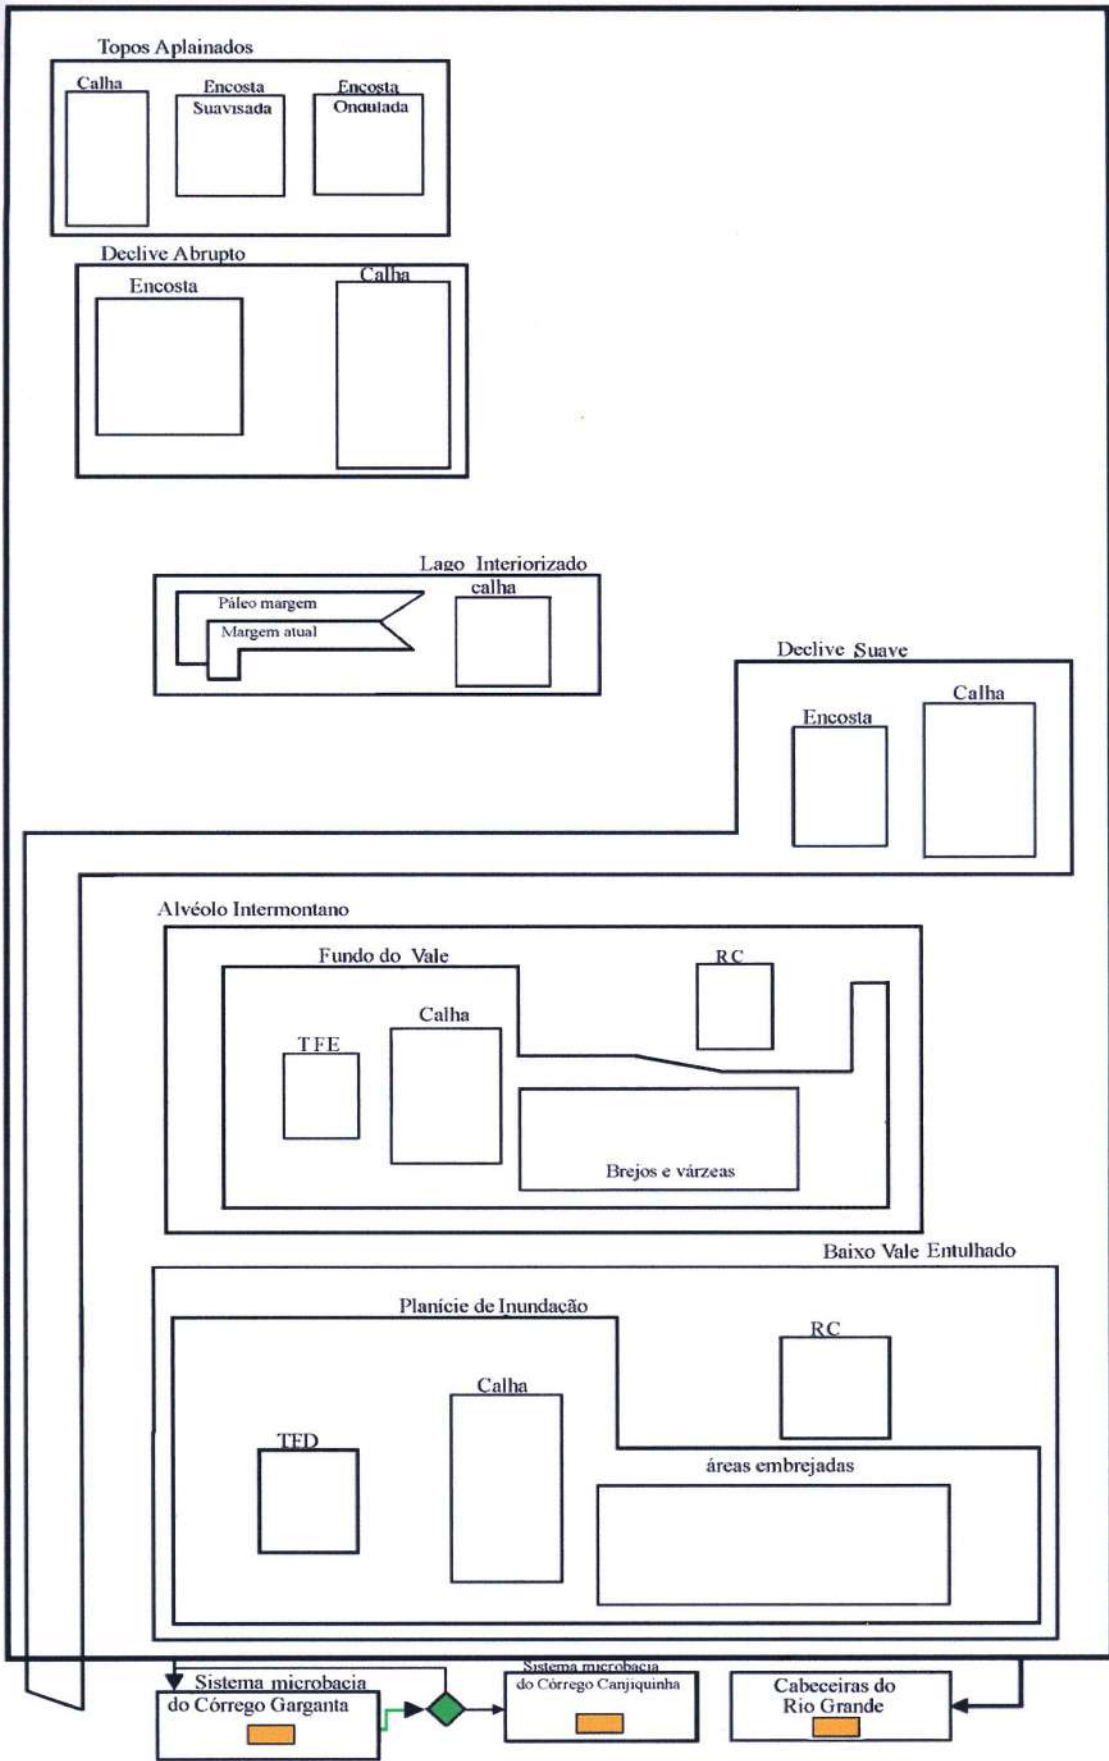 Topos Aplainados
Calha
Encosta
Suavisada
Encosta
Ondulada
Declive Abrupto
Encosta
Calha
Lago Interiorizado
calha
Páleo margem
Margem atual
Declive Suave
Calha
Encosta
Alvéolo Intermontano
Fundo do Vale
RC
Calha
TFE
Brejos e várzeas
Baixo Vale Entulhado
Planície de Inundação
RC
Calha
TFD
áreas embrejadas
Sistema microbacia
do Córrego Garganta
Sistema microbacia
do Córrego Canjiquinha
Cabeceiras do
Rio Grande